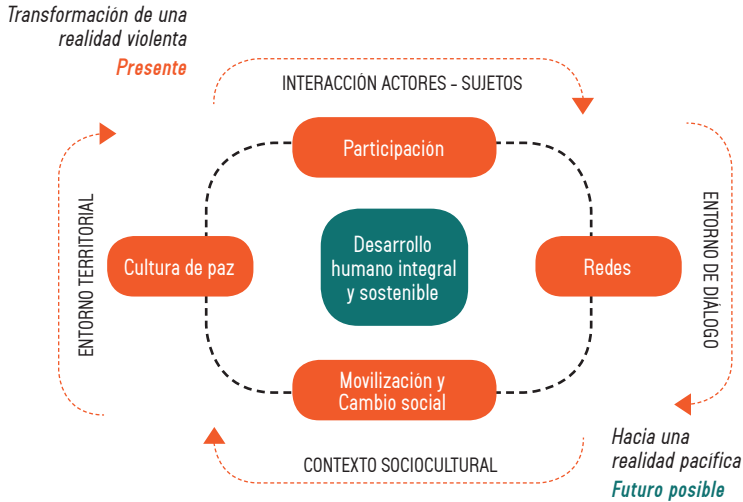 Transformación de una
realidad violenta
Presente
INTERACCIÓN ACTORES - SUJETOS
Participación
ENTORNO TERRITORIAL
Cultura de paz
Desarrollo
humano integral
y sostenible
Redes
ENTORNO DE DIÁLOGO
Movilización y
Cambio social
CONTEXTO SOCIOCULTURAL
Hacia una
realidad pacífica
Futuro posible